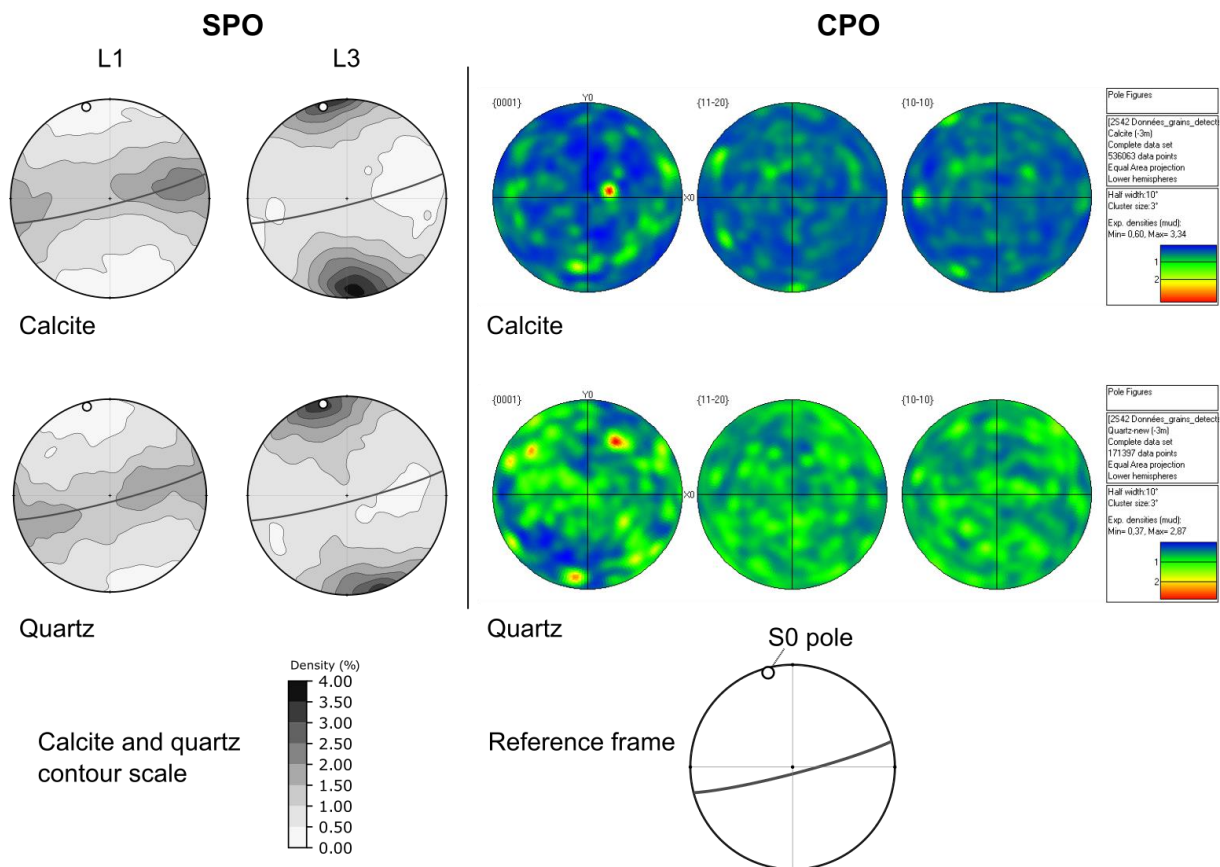 SPO
CPO
L1
L3
{0001}
Y0
{11-20}
{10-10}
X0
Pole Figures
[2S42 Données_grains_detect
Calcite (-3m)
Complete data set
536063 data points
Equal Area projection
Lower hemispheres
Half width:10°
Cluster size:3°
Exp. densities (mud):
Min= 0,60, Max= 3,34
1
2
Calcite
Calcite
{0001}
Y0
{11-20}
{10-10}
X0
Pole Figures
[2S42 Données_grains_detect
Quartz-new (-3m)
Complete data set
171397 data points
Equal Area projection
Lower hemispheres
Half width:10°
Cluster size:3°
Exp. densities (mud):
Min= 0,37, Max= 2,87
1
2
Quartz
Quartz
S0 pole
Density (%)
4.00
3.50
3.00
2.50
2.00
1.50
1.00
0.50
0.00
Calcite and quartz
contour scale
Reference frame